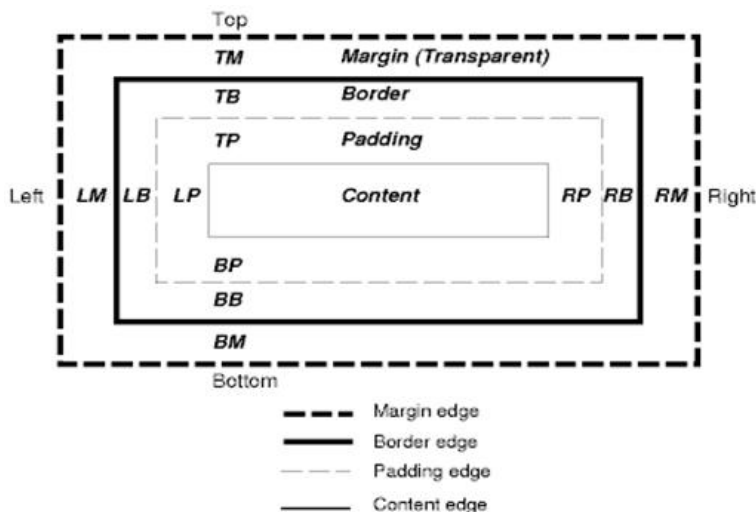 Top
TM Margin (Transparent)
TB Border
TP Padding
Left LM LB LP Content RP RB RM Right
BP
BB
BM
Bottom
Margin edge
Border edge
Padding edge
Content edge